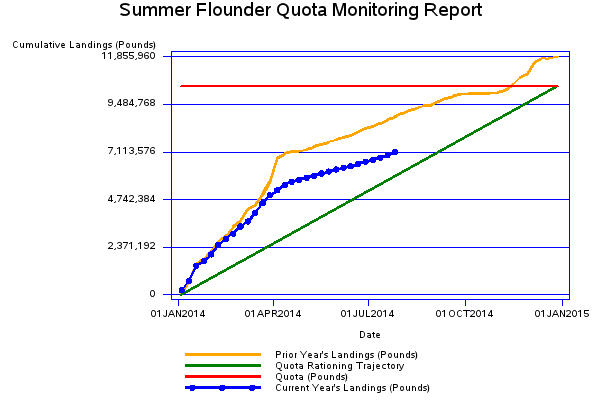 Summer Flounder Quota Monitoring Report
Cumulative Landings (Pounds)
11,855,960
9,484,768
7,113,576
4,742,384
2,371,192
0
01JAN2014 01APR2014 01JUL2014 01OCT2014 01JAN2015
Date
Prior Year's Landings (Pounds)
Quota Rationing Trajectory
Quota (Pounds)
Current Year's Landings (Pounds)